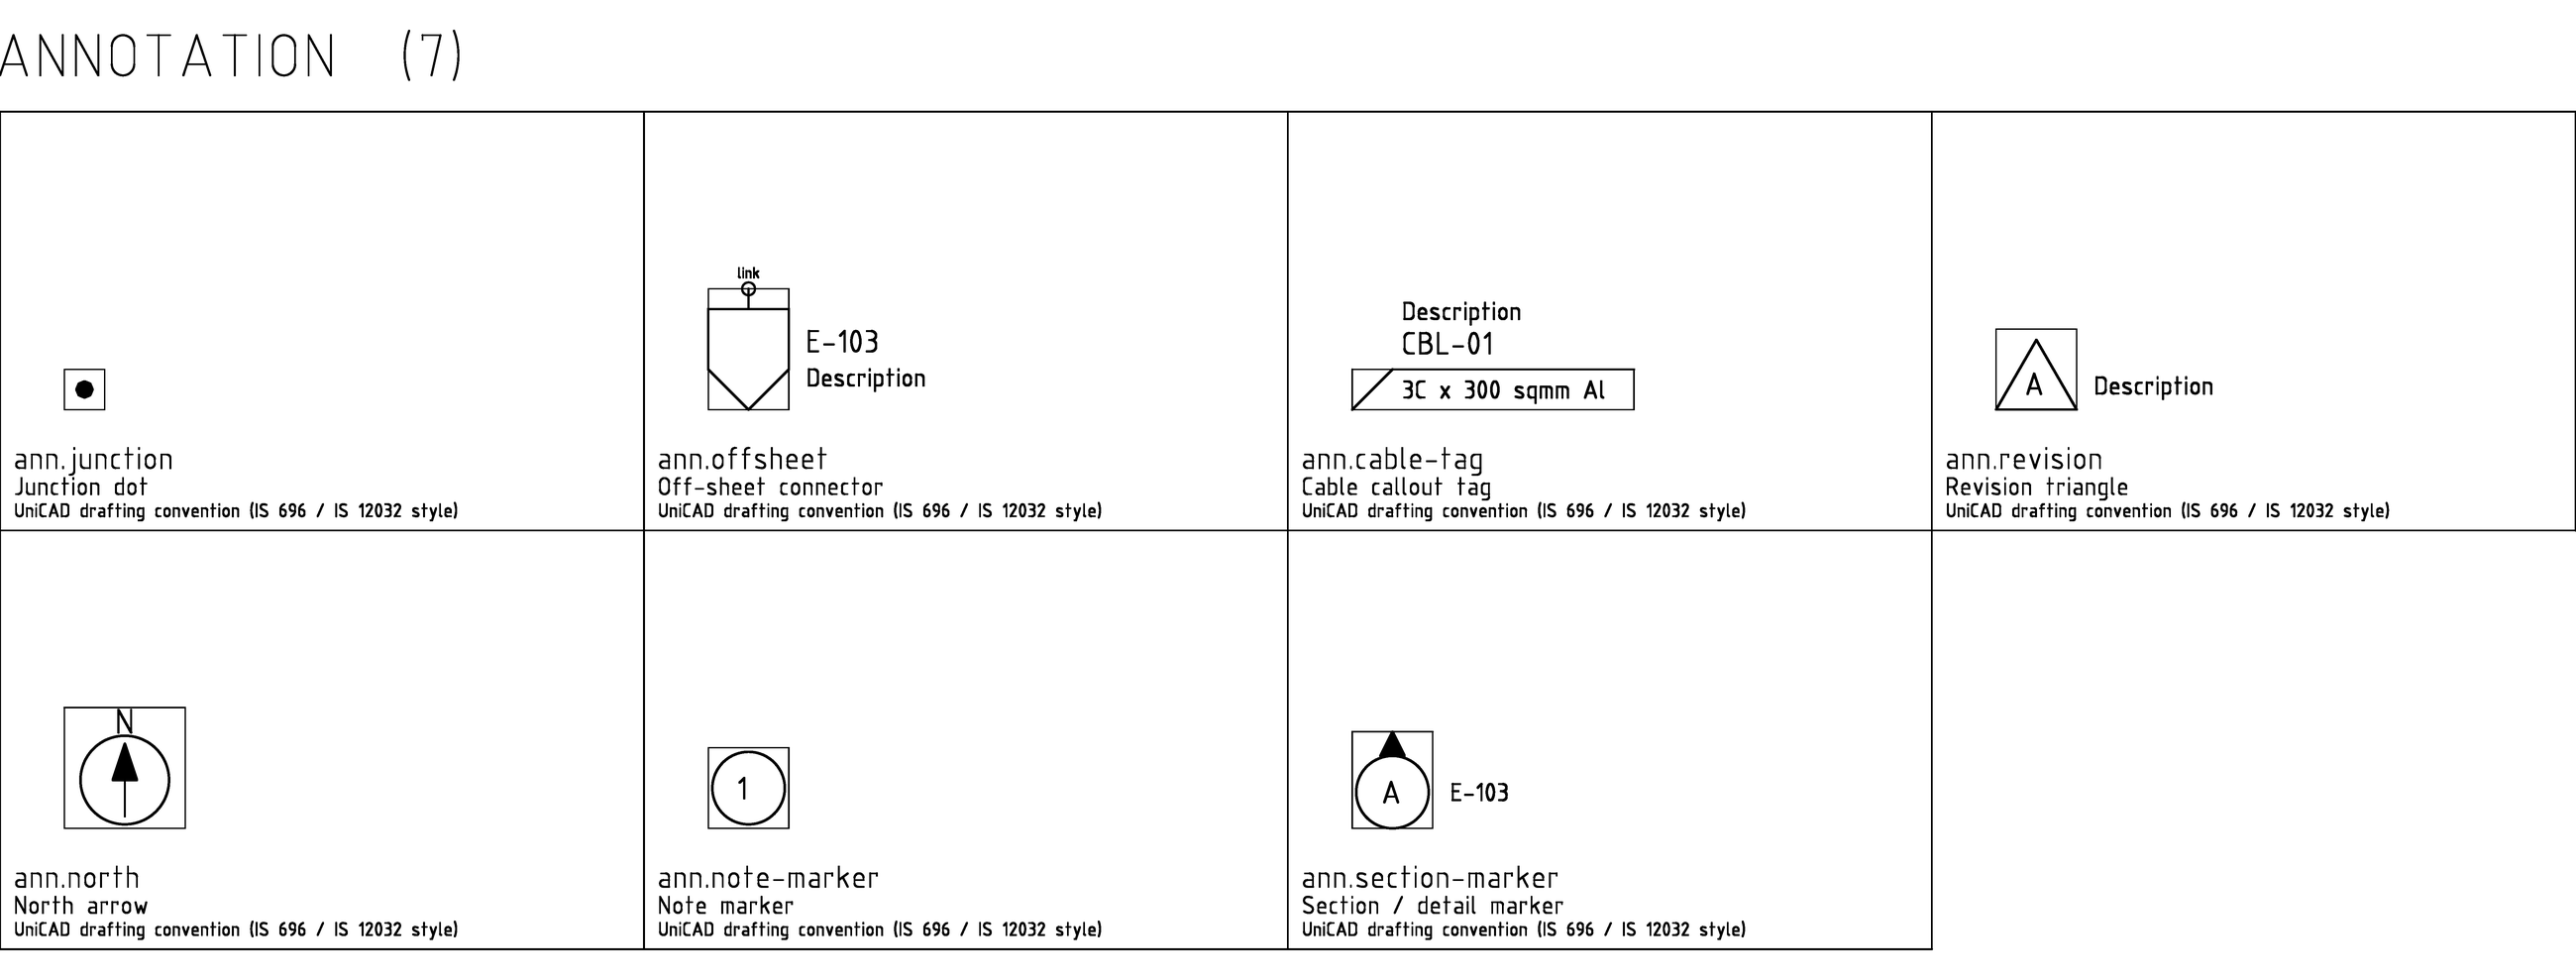 ANNOTATION (7)
ann.junction
Junction dot
UniCAD drafting convention (IS 696 / IS 12032 style)
link
E-103
Description
ann.offsheet
Off-sheet connector
UniCAD drafting convention (IS 696 / IS 12032 style)
Description
CBL-01
3C x 300 sqmm Al
ann.cable-tag
Cable callout tag
UniCAD drafting convention (IS 696 / IS 12032 style)
A
Description
ann.revision
Revision triangle
UniCAD drafting convention (IS 696 / IS 12032 style)
N
ann.north
North arrow
UniCAD drafting convention (IS 696 / IS 12032 style)
1
ann.note-marker
Note marker
UniCAD drafting convention (IS 696 / IS 12032 style)
A
E-103
ann.section-marker
Section / detail marker
UniCAD drafting convention (IS 696 / IS 12032 style)